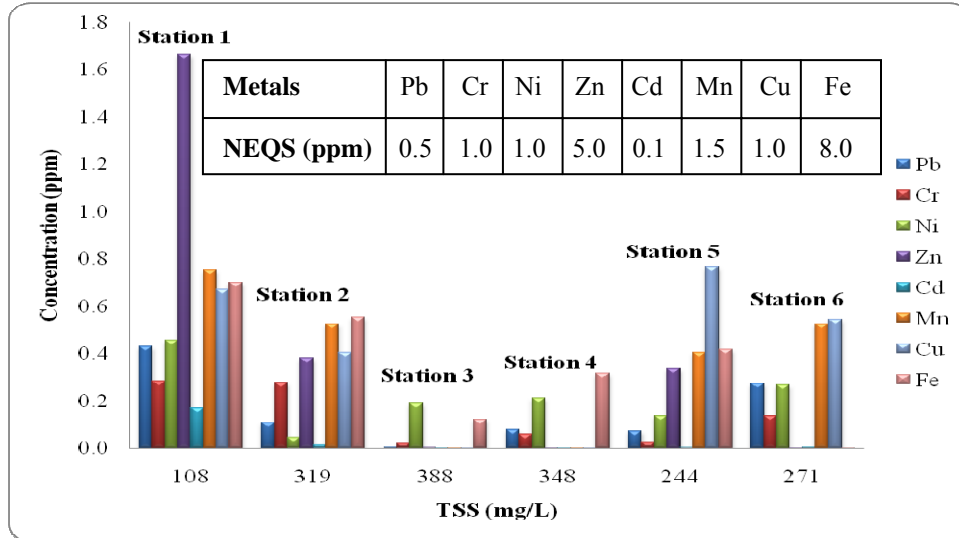 1.8
1.6
1.4
1.2
1.0
0.8
0.6
0.4
0.2
0.0
Concentration (ppm)
Station 1
Metals Pb Cr Ni Zn Cd Mn Cu Fe
NEQS (ppm) 0.5 1.0 1.0 5.0 0.1 1.5 1.0 8.0
Station 2
Station 3
Station 4
Station 5
Station 6
Pb
Cr
Ni
Zn
Cd
Mn
Cu
Fe
108 319 388 348 244 271
TSS (mg/L)